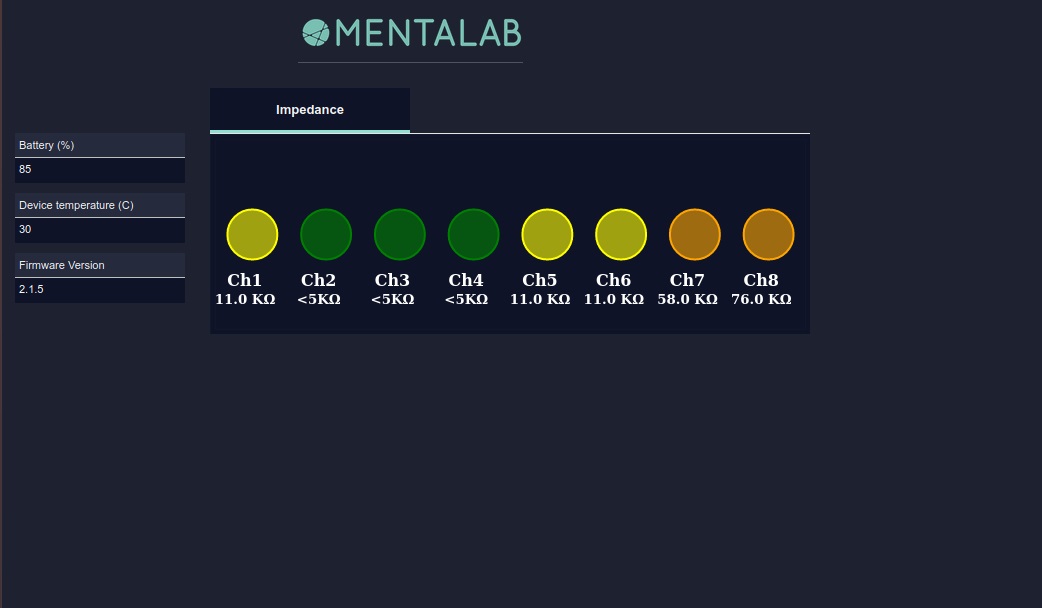 MENTALAB
Impedance
Battery (%)
85
Device temperature (C)
30
Firmware Version
2.1.5
Ch1 Ch2 Ch3 Ch4 Ch5 Ch6 Ch7 Ch8
11.0 KΩ <5KΩ <5KΩ <5KΩ 11.0 KΩ 11.0 KΩ 58.0 KΩ 76.0 KΩ